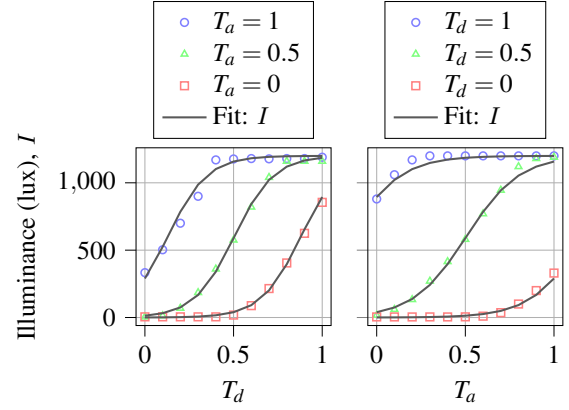 T_a = 1
T_a = 0.5
T_a = 0
Fit: I
T_d = 1
T_d = 0.5
T_d = 0
Fit: I
Illuminance (lux), I
1,000
500
0
0 0.5 1
T_d
0 0.5 1
T_a